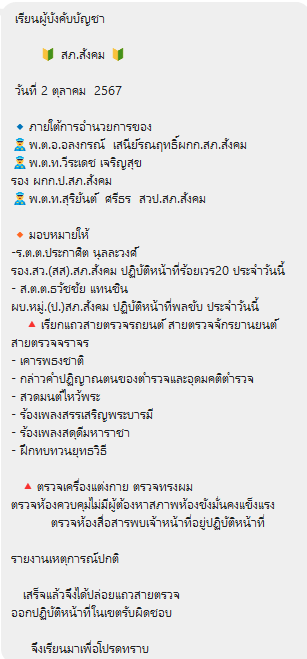 เรียนผู้บังคับบัญชา
🔰 สภ.สังคม 🔰
วันที่ 2 ตุลาคม 2567
🔹ภายใต้การอำนวยการของ
👮พ.ต.อ.อลงกรณ์ เสนีย์รณฤทธิ์ผกก.สภ.สังคม
👮พ.ต.ท.วีระเดช เจริญสุข
รอง ผกก.ป.สภ.สังคม
👮พ.ต.ท.สุริยันต์ ศรีธร สวป.สภ.สังคม
🔸มอบหมายให้
-ร.ต.ต.ประกาศิต นุลละวงศ์
รอง.สว.(สส).สภ.สังคม ปฏิบัติหน้าที่ร้อยเวร20 ประจำวันนี้
- ส.ต.ต.ธวัชชัย แทนซิน
ผบ.หมู่.(ป.)สภ.สังคม ปฏิบัติหน้าที่พลขับ ประจำวันนี้
🔺เรียกแถวสายตรวจรถยนต์ สายตรวจจักรยานยนต์
สายตรวจจราจร
- เคารพธงชาติ
- กล่าวคำปฏิญาณตนของตำรวจและอุดมคติตำรวจ
- สวดมนต์ไหว้พระ
- ร้องเพลงสรรเสริญพระบารมี
- ร้องเพลงสดุดีมหาราชา
- ฝึกทบทวนยุทธวิธี
🔺ตรวจเครื่องแต่งกาย ตรวจทรงผม
ตรวจห้องควบคุมไม่มีผู้ต้องหาสภาพห้องขังมั่นคงแข็งแรง
ตรวจห้องสื่อสารพบเจ้าหน้าที่อยู่ปฏิบัติหน้าที่
รายงานเหตุการณ์ปกติ
เสร็จแล้วจึงได้ปล่อยแถวสายตรวจ
ออกปฏิบัติหน้าที่ในเขตรับผิดชอบ
จึงเรียนมาเพื่อโปรดทราบ